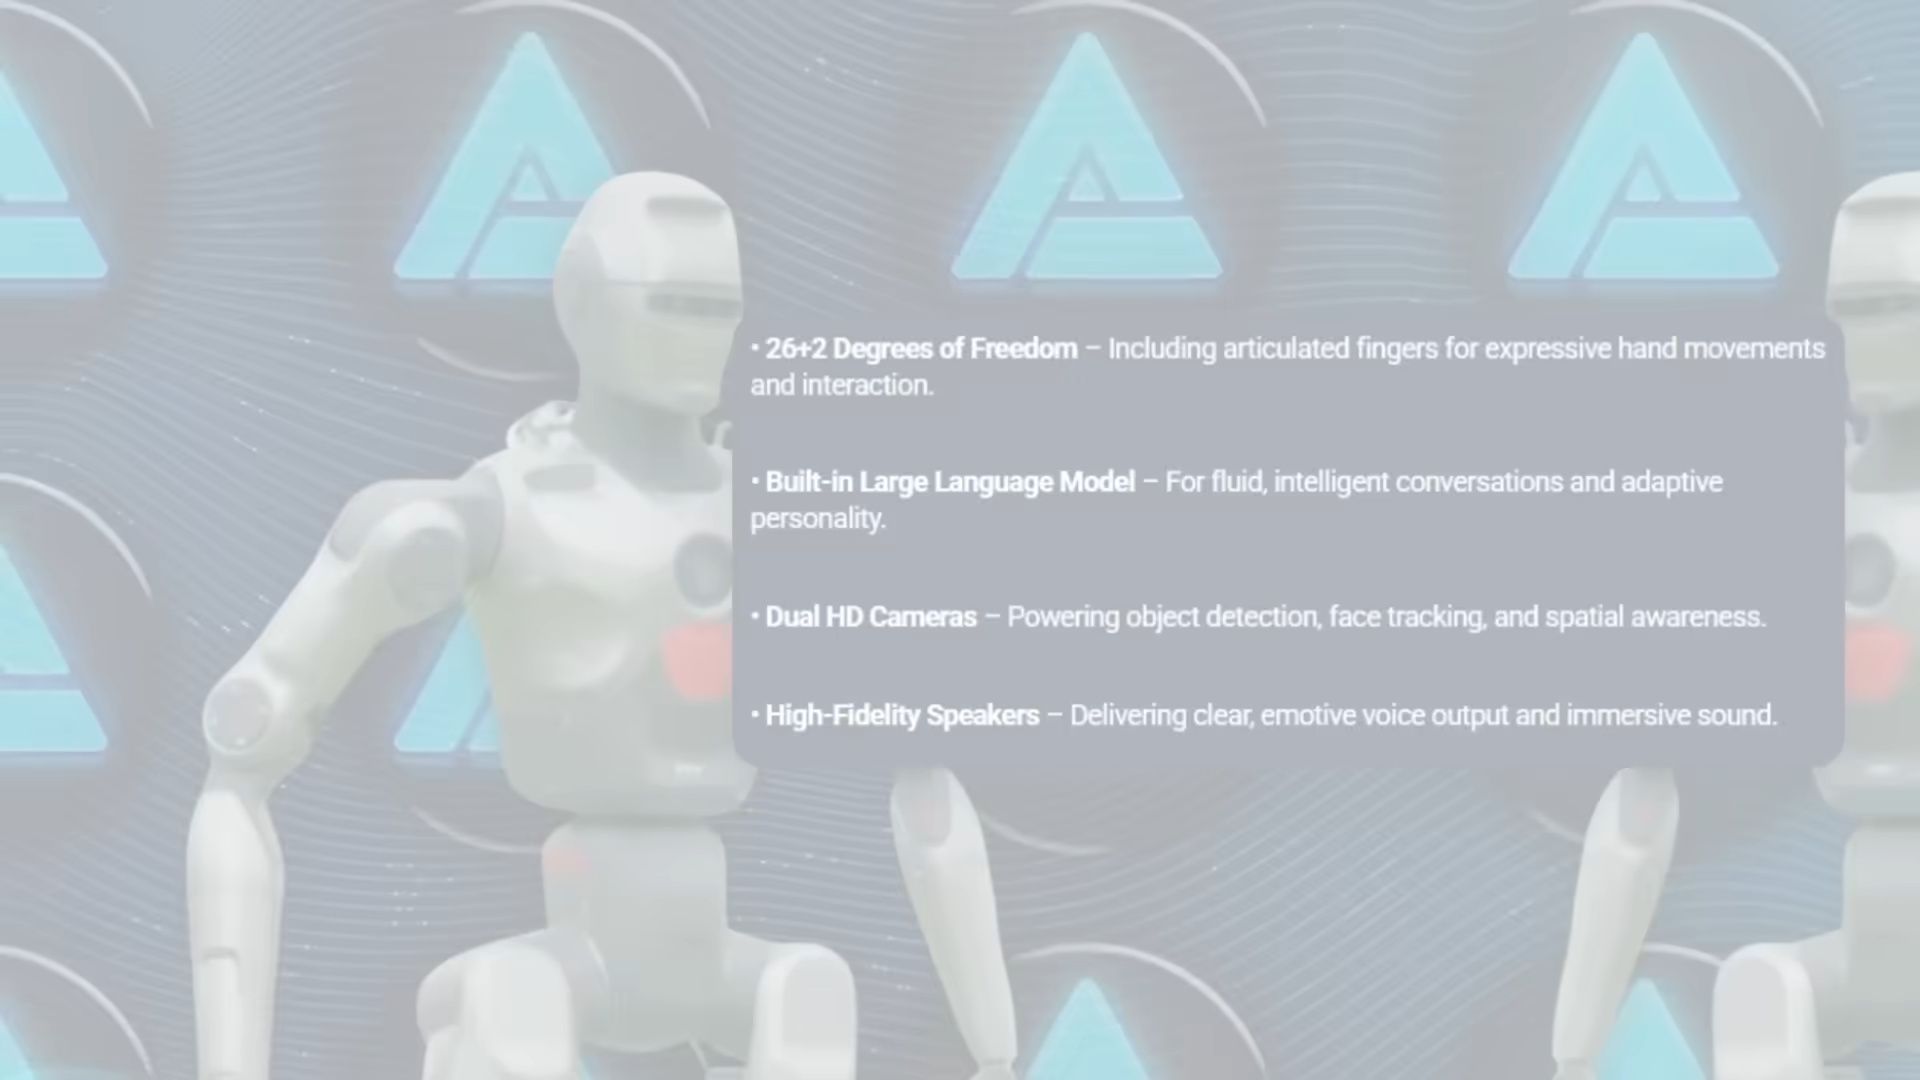 • 26+2 Degrees of Freedom – Including articulated fingers for expressive hand movements
and interaction.
• Built-in Large Language Model – For fluid, intelligent conversations and adaptive
personality.
• Dual HD Cameras – Powering object detection, face tracking, and spatial awareness.
• High-Fidelity Speakers – Delivering clear, emotive voice output and immersive sound.